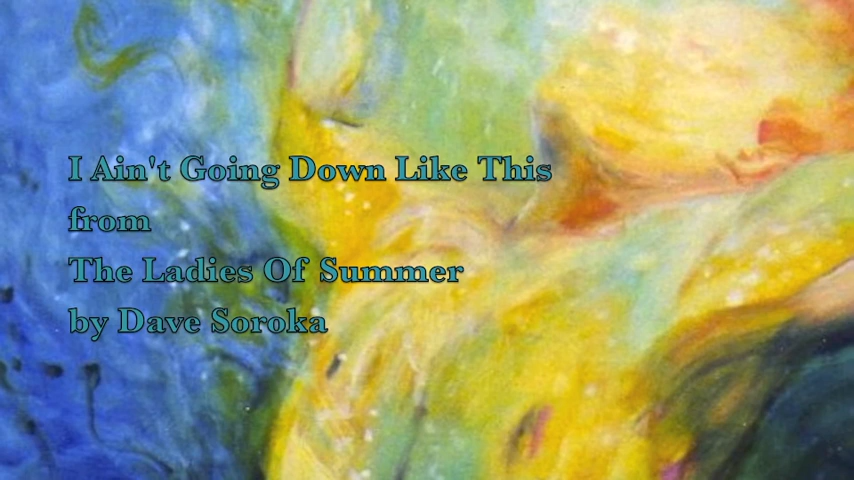 I Ain't Going Down Like This
from
The Ladies Of Summer
by Dave Soroka